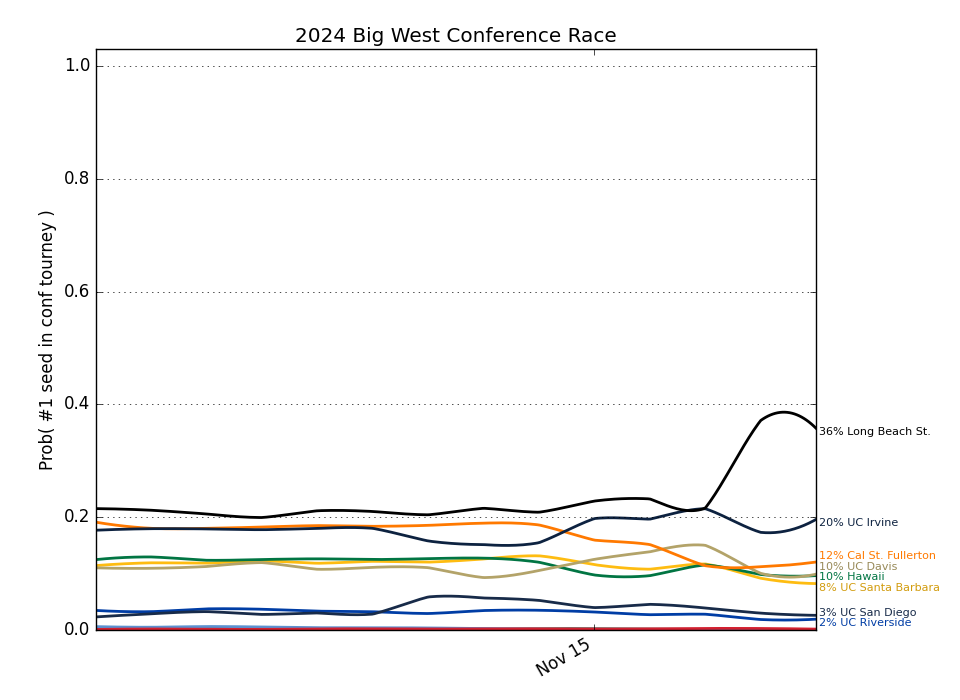 2024 Big West Conference Race
Prob( #1 seed in conf tourney )
1.0
0.8
0.6
0.4
0.2
0.0
Nov 15
36% Long Beach St.
20% UC Irvine
12% Cal St. Fullerton
10% UC Davis
10% Hawaii
8% UC Santa Barbara
3% UC San Diego
2% UC Riverside